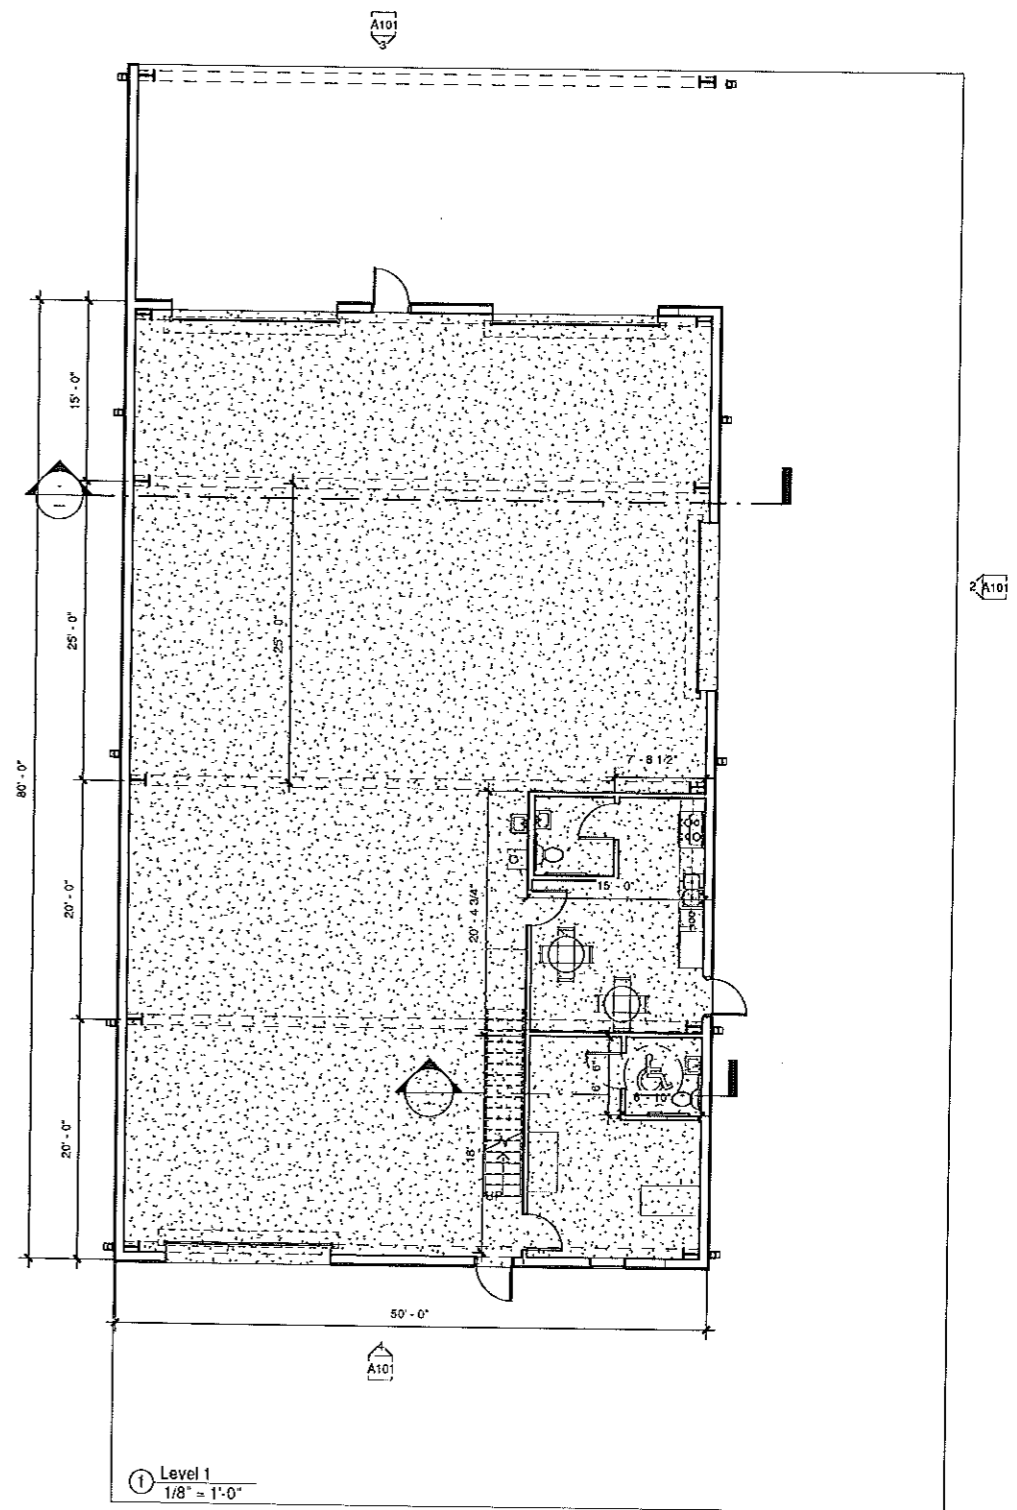 A101
3
15' - 0"
25' - 0"
25' - 0"
2
A101
7' - 8 1/2"
80' - 0"
20' - 0"
15' - 0"
20' - 4 3/4"
6' - 6"
20' - 0"
18'
UP
50' - 0"
4
A101
1
Level 1
1/8" = 1'-0"